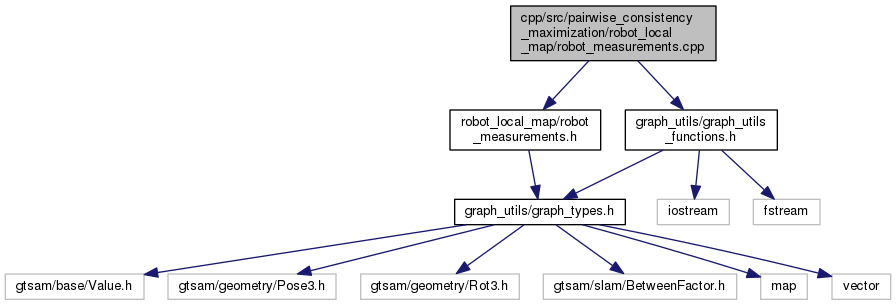 cpp/src/pairwise_consistency
_maximization/robot_local
_map/robot_measurements.cpp
robot_local_map/robot
_measurements.h
graph_utils/graph_utils
_functions.h
graph_utils/graph_types.h
iostream
fstream
gtsam/base/Value.h
gtsam/geometry/Pose3.h
gtsam/geometry/Rot3.h
gtsam/slam/BetweenFactor.h
map
vector